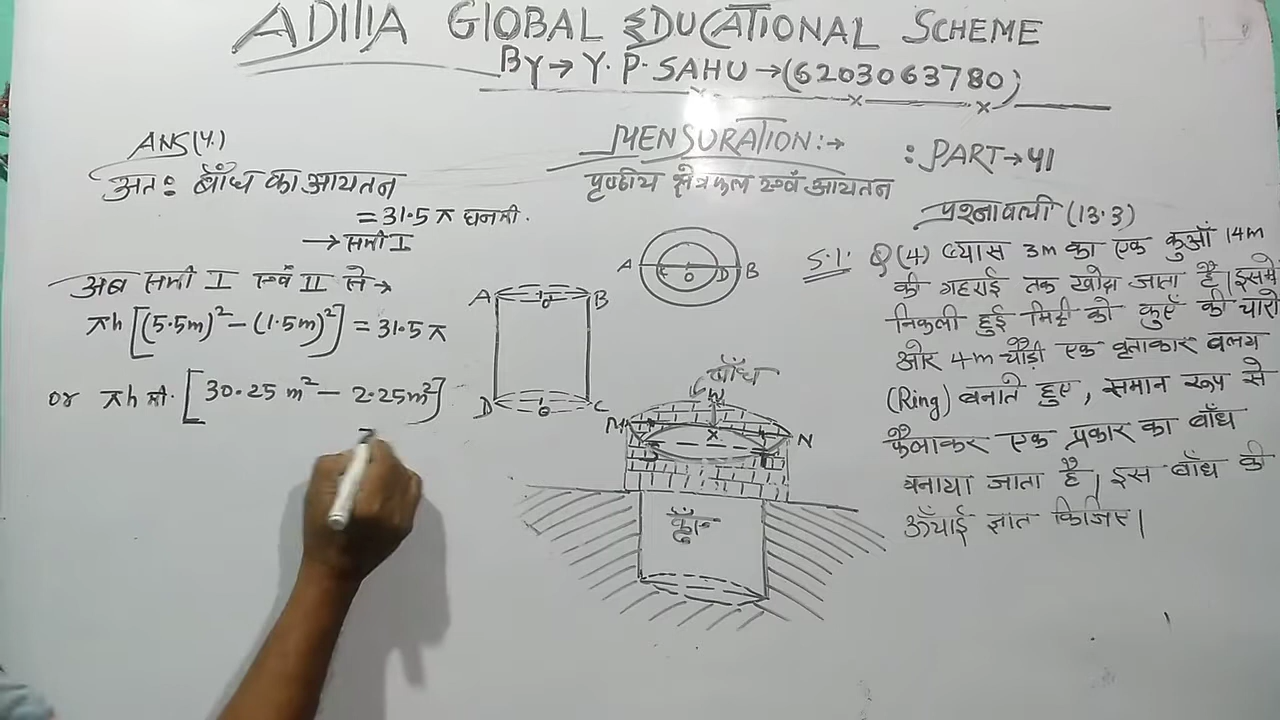 ADITIA GLOBAL EDUCATIONAL SCHEME
BY→ Y. P. SAHU →(6203063780)
MENSURATION:→
: PART→41
पृष्ठीय क्षेत्रफल एवं आयतन
प्रश्नावली (13.3)
ANS(4.)
अतः बाँध का आयतन
= 31.5 π घनमी.
→ समी I
अब समी I एवं II से→
πh [(5.5m)² – (1.5m)²] = 31.5 π
or πh मी. [30.25 m² – 2.25m²]
=
A B
D C
o
o
A E O D B
बाँध
W
M N
X
कुआँ
S.1. Q(4) व्यास 3m का एक कुआँ 14m
की गहराई तक खोदा जाता है। इससे
निकली हुई मिट्टी को कुएँ की चारो
ओर 4m चौड़ी एक वृताकार वलय
(Ring) बनाते हुए, समान रूप से
फैलाकर एक प्रकार का बाँध
बनाया जाता है। इस बाँध की
ऊँचाई ज्ञात किजिए।